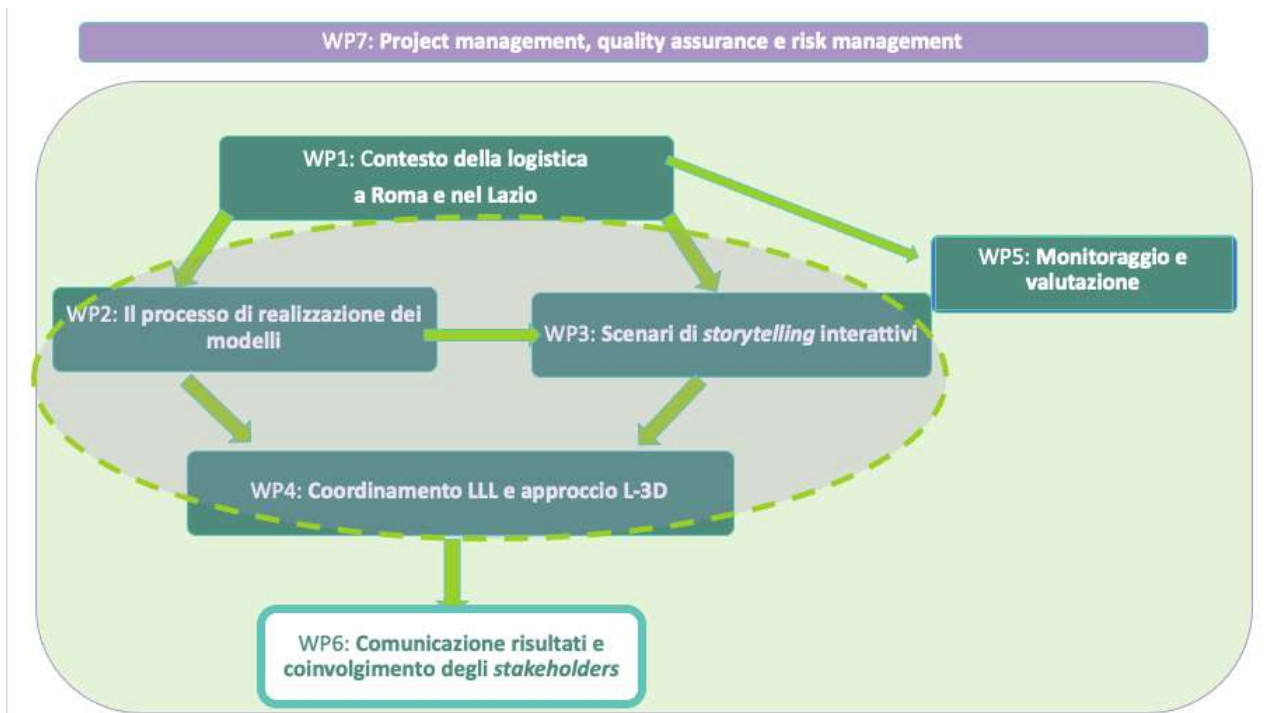 WP7: Project management, quality assurance e risk management
WP1: Contesto della logistica
a Roma e nel Lazio
WP5: Monitoraggio e
valutazione
WP2: Il processo di realizzazione dei
modelli
WP3: Scenari di storytelling interattivi
WP4: Coordinamento LLL e approccio L-3D
WP6: Comunicazione risultati e
coinvolgimento degli stakeholders